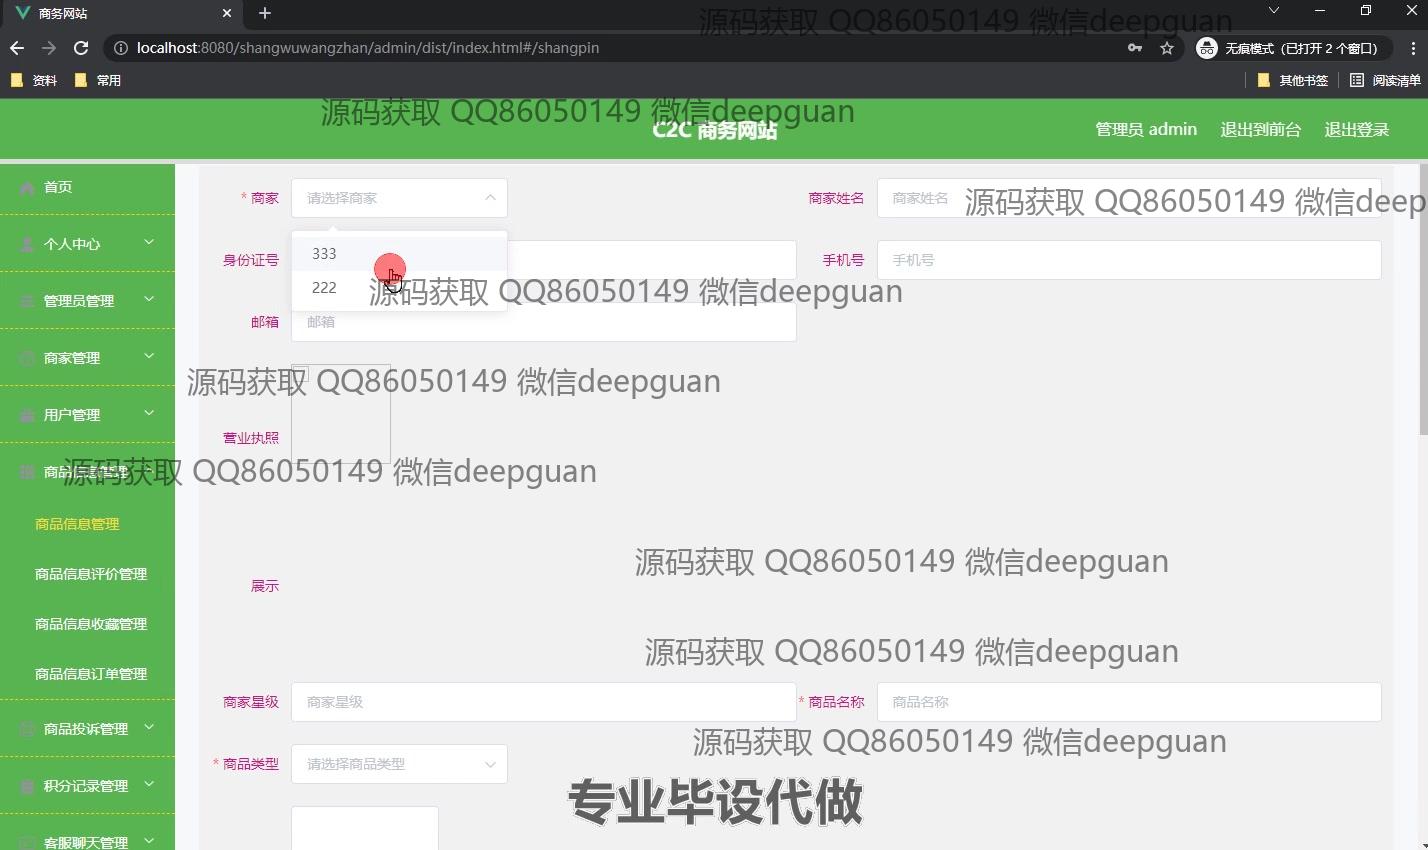 商务网站
localhost:8080/shangwuwangzhan/admin/dist/index.html#/shangpin
无痕模式（已打开 2 个窗口）
资料
常用
其他书签
阅读清单
源码获取 QQ86050149 微信deepguan
源码获取 QQ86050149 微信deepguan
C2C 商务网站
管理员 admin
退出到前台
退出登录
首页
个人中心
管理员管理
商家管理
用户管理
商品信息管理
商品信息管理
商品信息评价管理
商品信息收藏管理
商品信息订单管理
商品投诉管理
积分记录管理
客服聊天管理
* 商家
请选择商家
商家姓名
商家姓名
源码获取 QQ86050149 微信deep
333
222
身份证号
手机号
手机号
源码获取 QQ86050149 微信deepguan
邮箱
邮箱
源码获取 QQ86050149 微信deepguan
营业执照
源码获取 QQ86050149 微信deepguan
源码获取 QQ86050149 微信deepguan
展示
源码获取 QQ86050149 微信deepguan
商家星级
商家星级
* 商品名称
商品名称
源码获取 QQ86050149 微信deepguan
* 商品类型
请选择商品类型
专业毕设代做